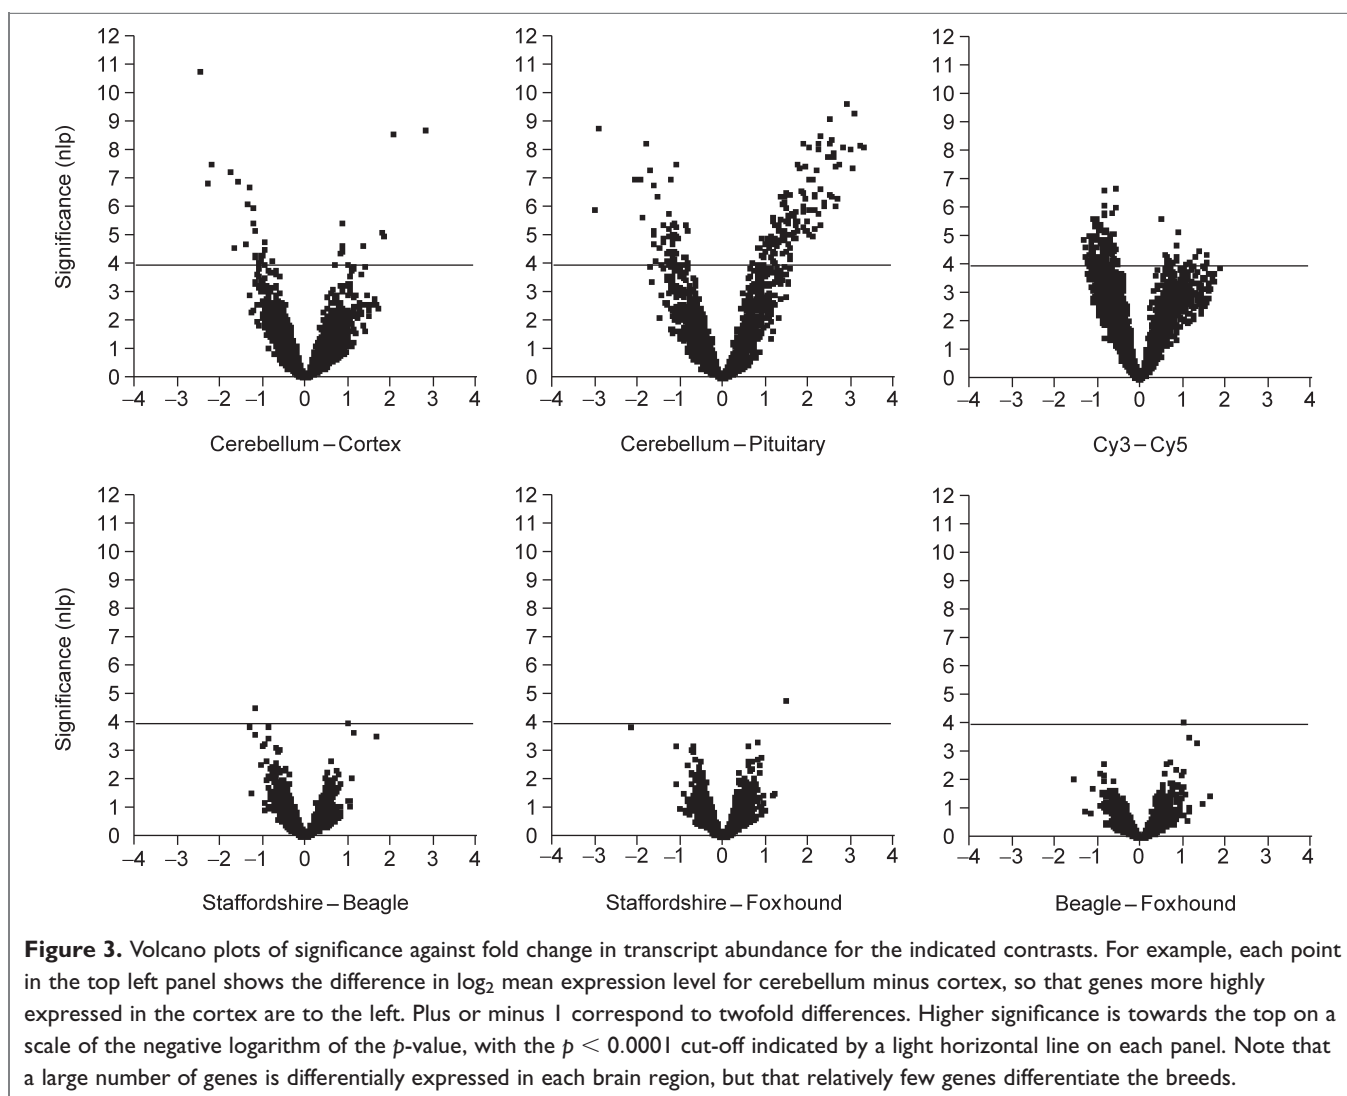 12 11 10 9 8 7 6 5 4 3 2 1 0
Significance (nlp)
–4 –3 –2 –1 0 1 2 3 4
Cerebellum – Cortex
12 11 10 9 8 7 6 5 4 3 2 1 0
–4 –3 –2 –1 0 1 2 3 4
Cerebellum – Pituitary
12 11 10 9 8 7 6 5 4 3 2 1 0
–4 –3 –2 –1 0 1 2 3 4
Cy3 – Cy5
12 11 10 9 8 7 6 5 4 3 2 1 0
Significance (nlp)
–4 –3 –2 –1 0 1 2 3 4
Staffordshire – Beagle
12 11 10 9 8 7 6 5 4 3 2 1 0
–4 –3 –2 –1 0 1 2 3 4
Staffordshire – Foxhound
12 11 10 9 8 7 6 5 4 3 2 1 0
–4 –3 –2 –1 0 1 2 3 4
Beagle – Foxhound
Figure 3. Volcano plots of significance against fold change in transcript abundance for the indicated contrasts. For example, each point
in the top left panel shows the difference in log₂ mean expression level for cerebellum minus cortex, so that genes more highly
expressed in the cortex are to the left. Plus or minus 1 correspond to twofold differences. Higher significance is towards the top on a
scale of the negative logarithm of the p-value, with the p < 0.0001 cut-off indicated by a light horizontal line on each panel. Note that
a large number of genes is differentially expressed in each brain region, but that relatively few genes differentiate the breeds.